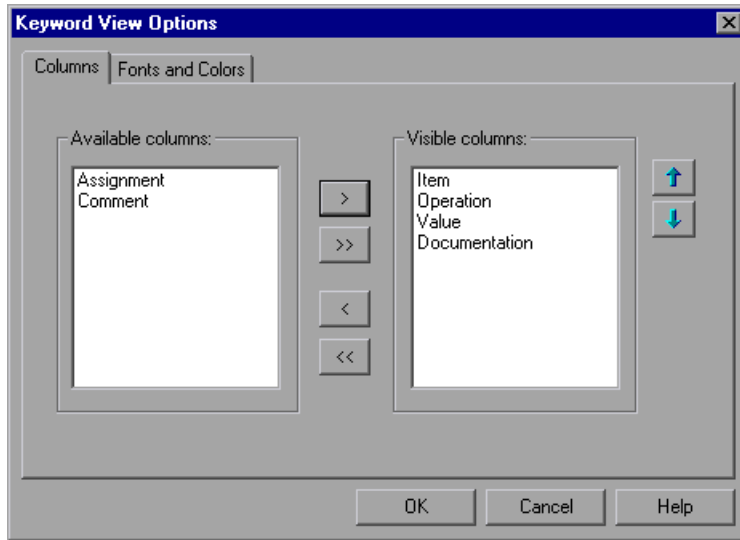 Keyword View Options
Columns
Fonts and Colors
Available columns:
Assignment
Comment
>
>>
<
<<
Visible columns:
Item
Operation
Value
Documentation
OK
Cancel
Help